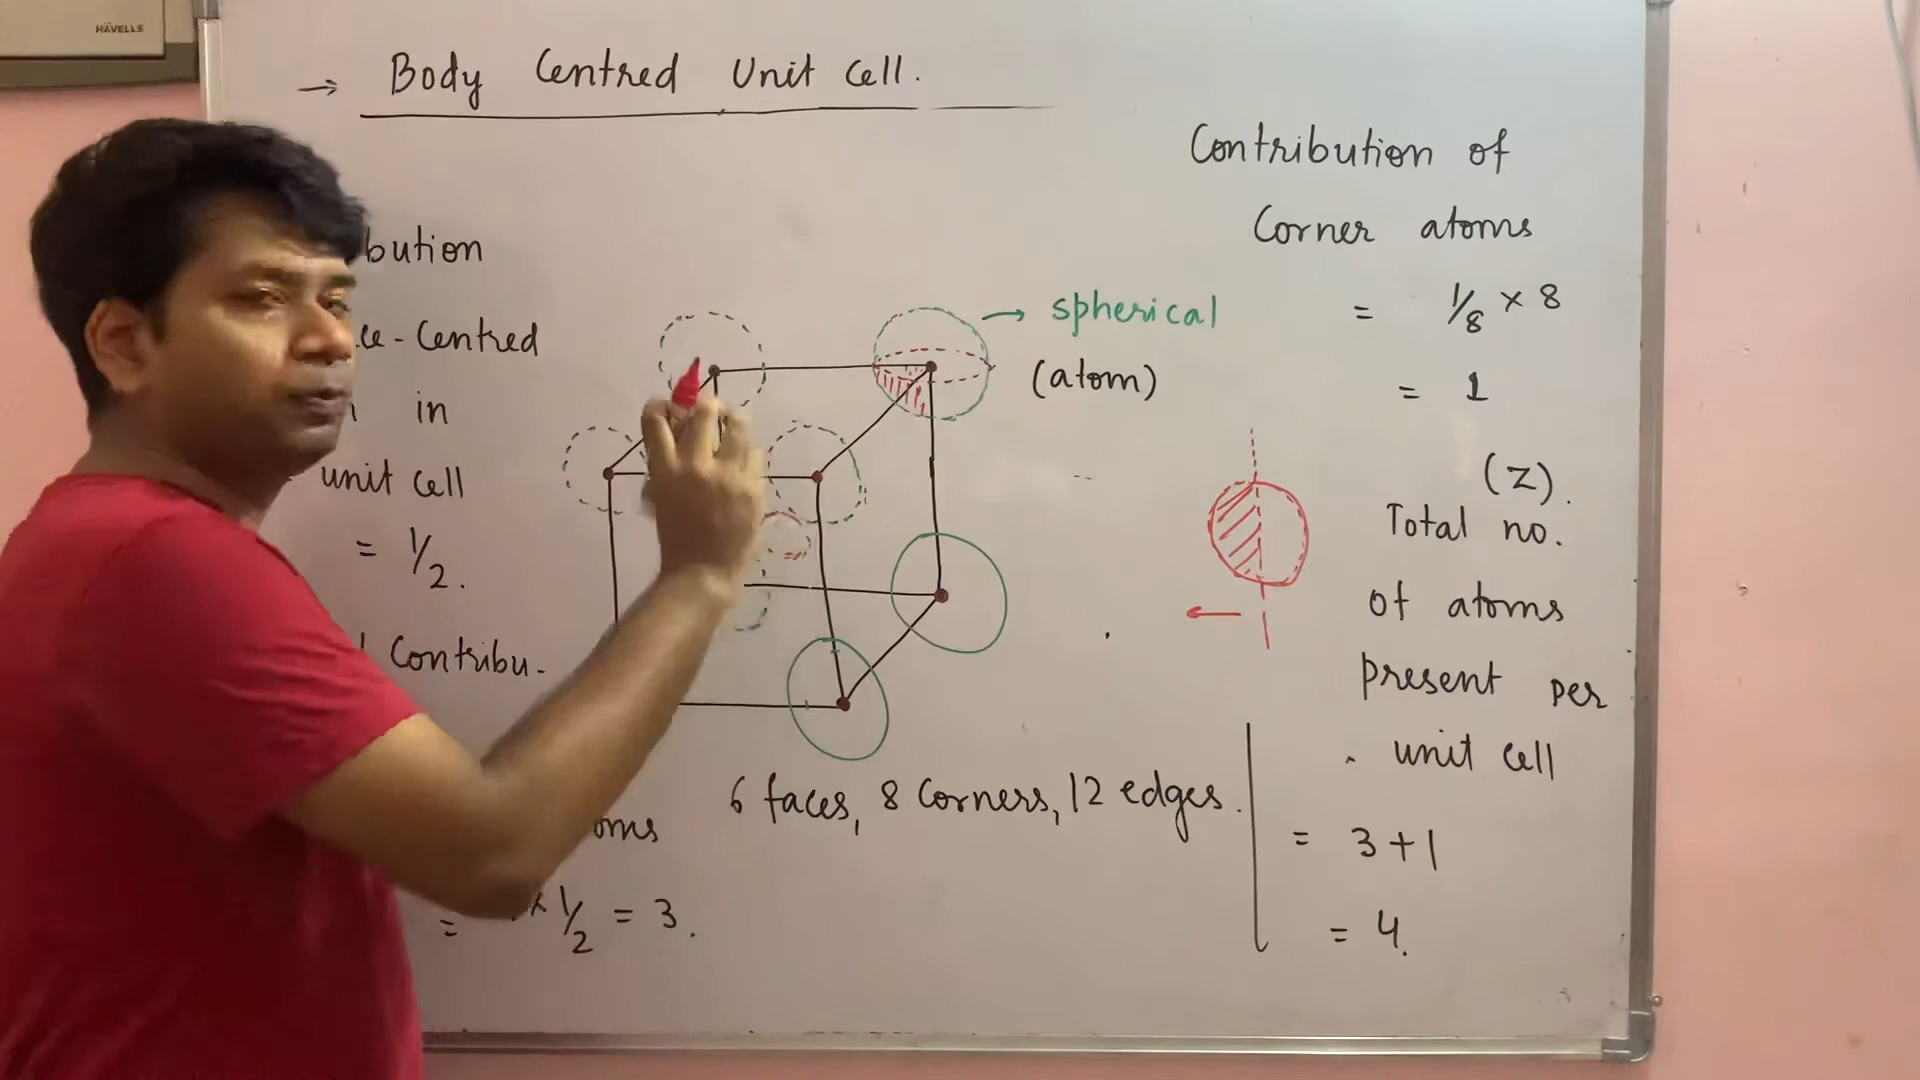 HAVELLS
→ Body Centred Unit Cell.
bution
ce-Centred
in
unit cell
= 1/2.
Contribu-
oms
= × 1/2 = 3.
→ spherical
(atom)
6 faces, 8 Corners, 12 edges.
Contribution of
Corner atoms
= 1/8 × 8
= 1
(Z).
Total no.
of atoms
present per
unit cell
= 3+1
= 4.